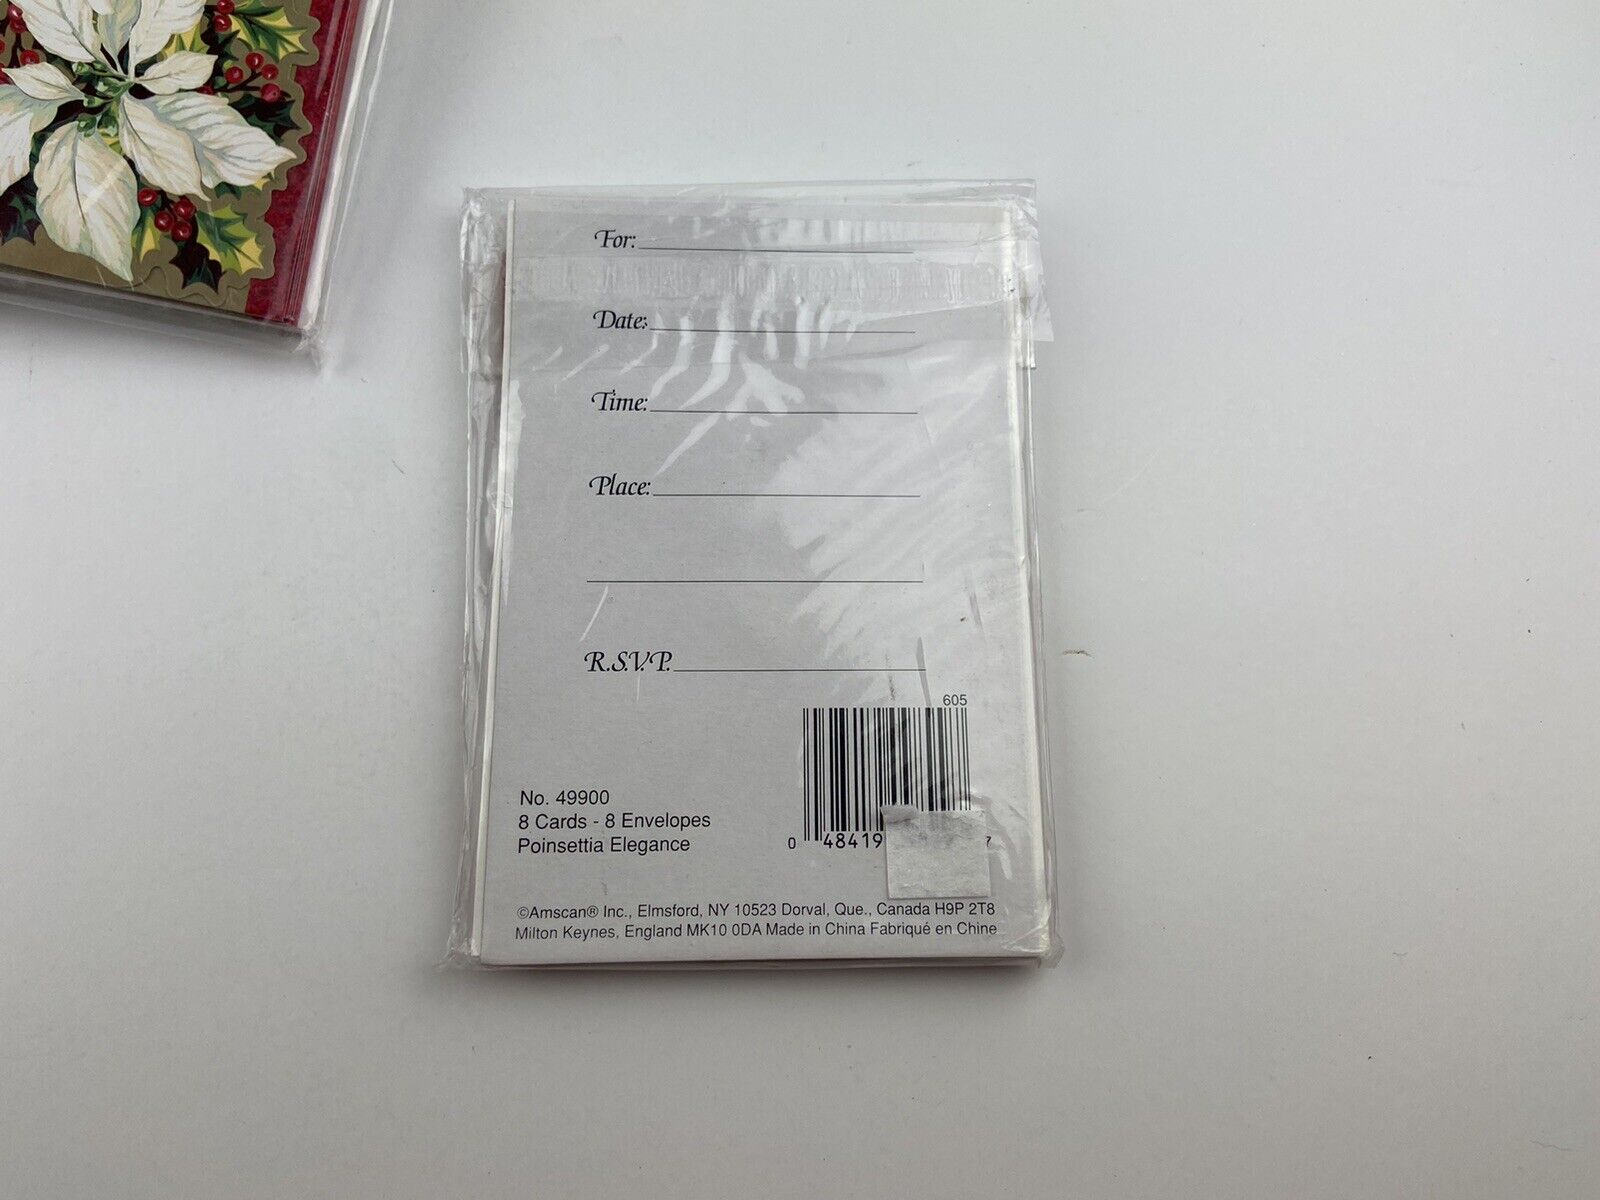 For:
Date:
Time:
Place:
R.S.V.P.
605
No. 49900
8 Cards - 8 Envelopes
Poinsettia Elegance
0 48419 7
©Amscan® Inc., Elmsford, NY 10523 Dorval, Que., Canada H9P 2T8
Milton Keynes, England MK10 0DA Made in China Fabriqué en Chine